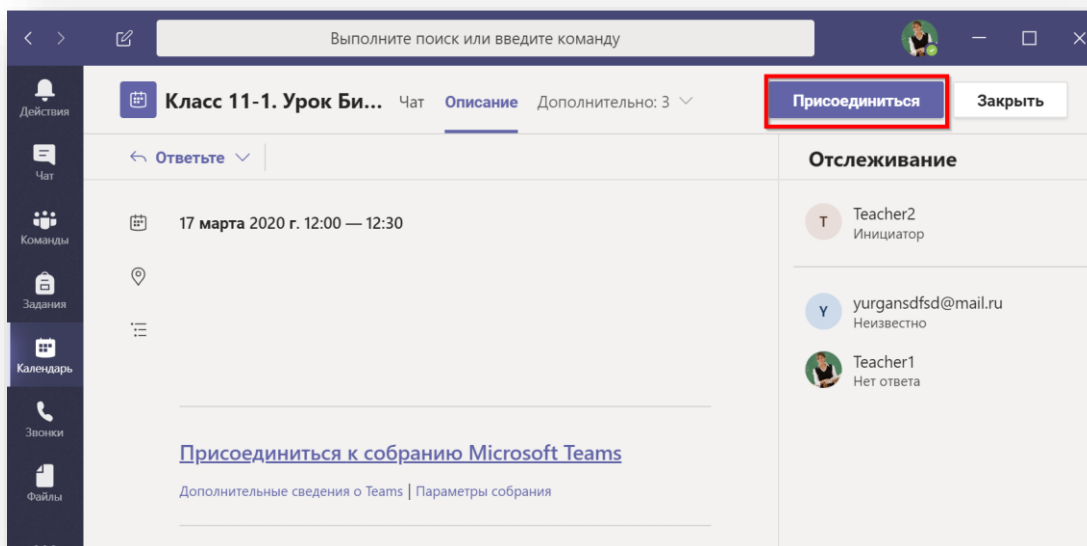 Выполните поиск или введите команду
Действия
Чат
Команды
Задания
Календарь
Звонки
Файлы
Класс 11-1. Урок Би... Чат Описание Дополнительно: 3
Присоединиться Закрыть
Ответьте
17 марта 2020 г. 12:00 — 12:30
Присоединиться к собранию Microsoft Teams
Дополнительные сведения о Teams | Параметры собрания
Отслеживание
T Teacher2
Инициатор
Y yurgansdfsd@mail.ru
Неизвестно
Teacher1
Нет ответа